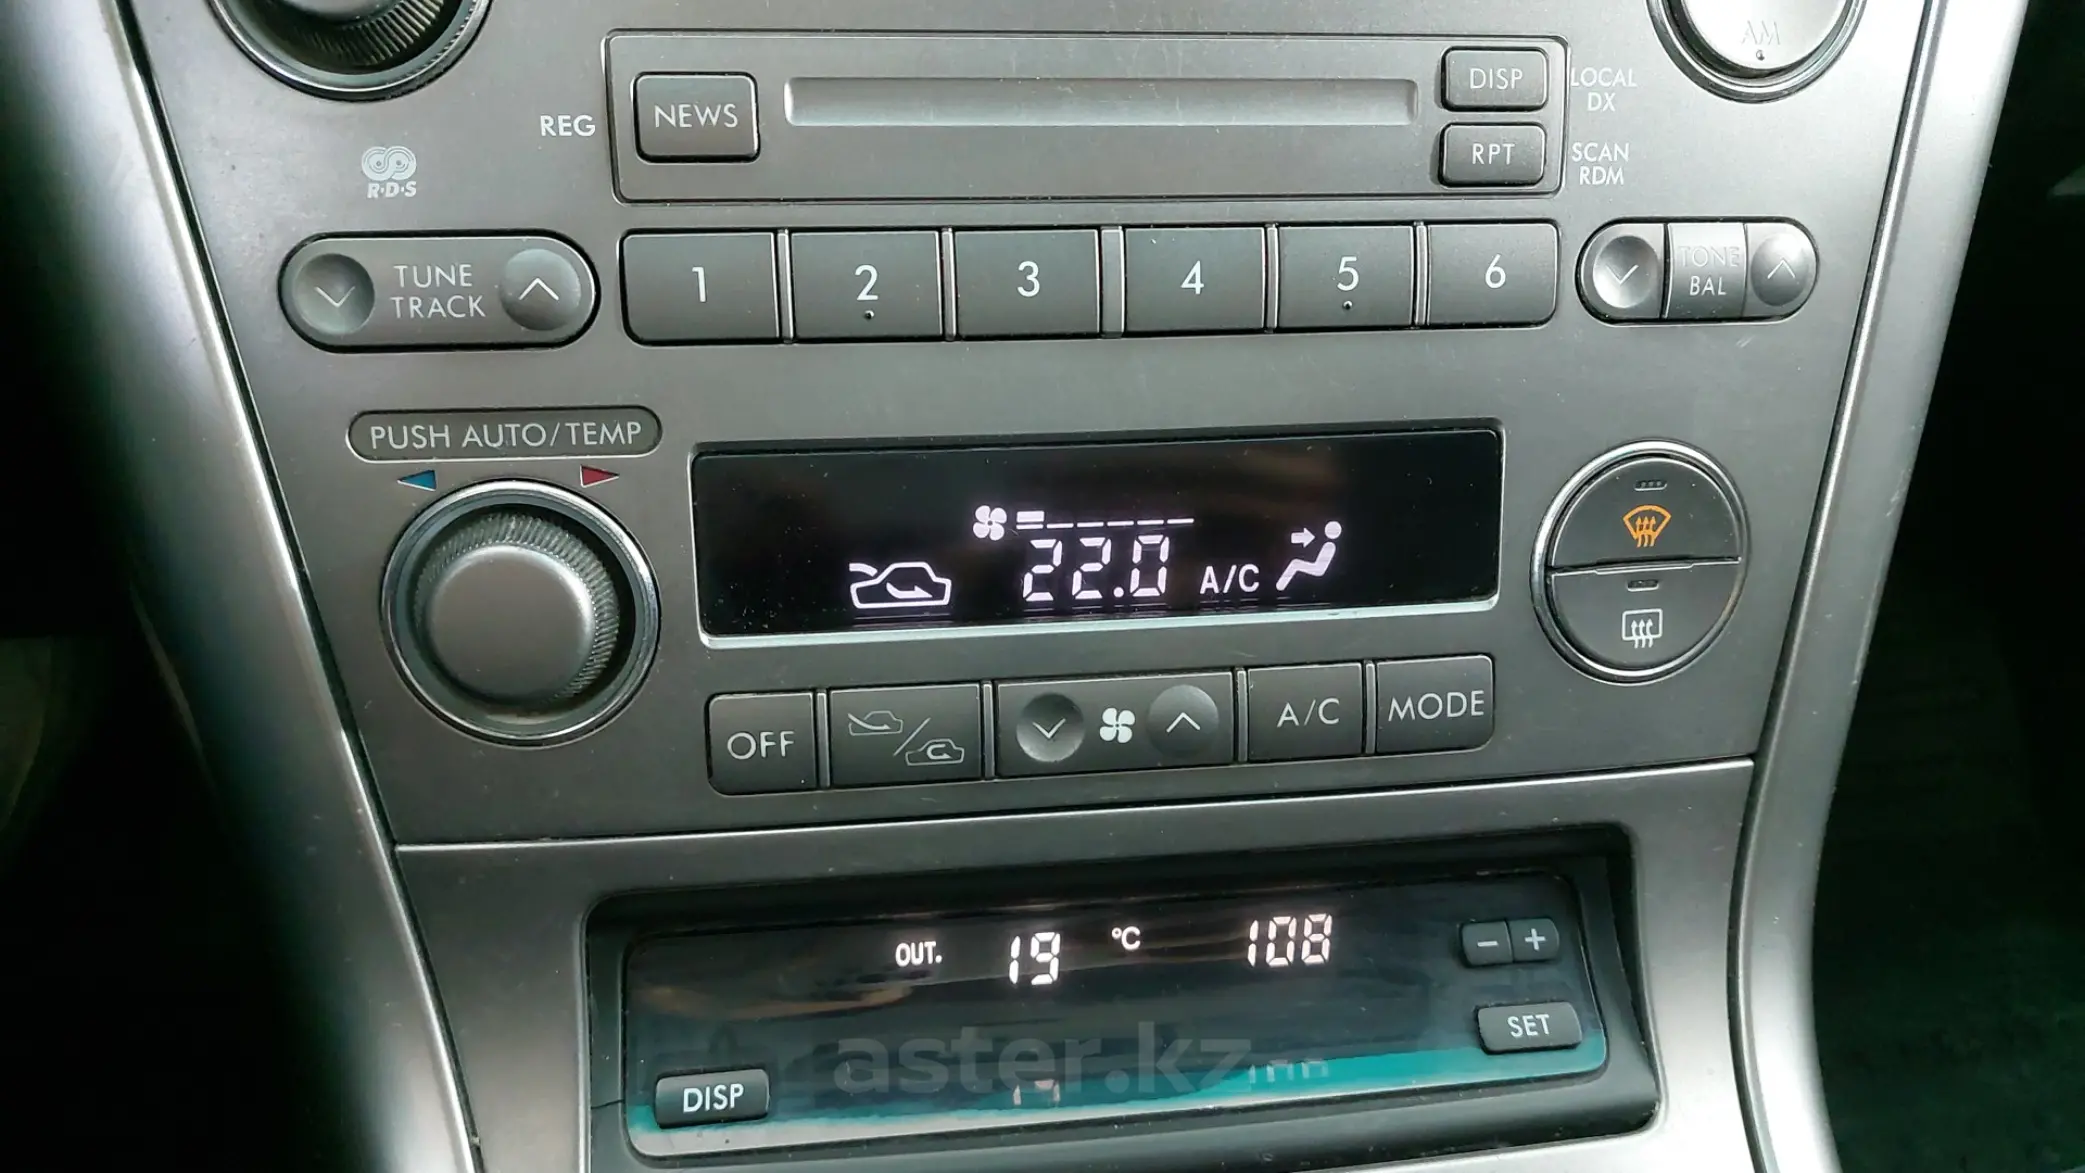 AM
NEWS
DISP
LOCAL
DX
REG
RPT
SCAN
RDM
R·D·S
TUNE
TRACK
1
2
3
4
5
6
TONE
BAL
PUSH AUTO/TEMP
22.0
A/C
OFF
A/C
MODE
OUT.
19
°C
108
-
+
SET
aster.kz
DISP